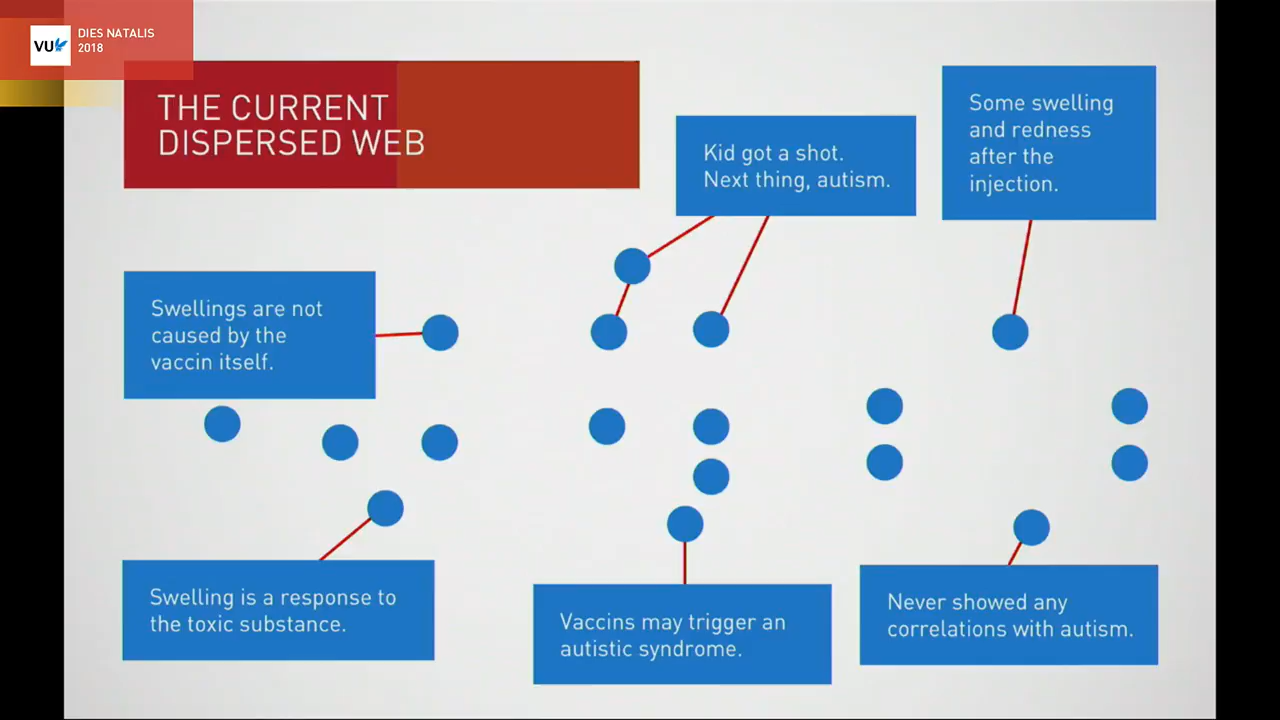 VU
DIES NATALIS
2018
THE CURRENT
DISPERSED WEB
Kid got a shot.
Next thing, autism.
Some swelling
and redness
after the
injection.
Swellings are not
caused by the
vaccin itself.
Swelling is a response to
the toxic substance.
Vaccins may trigger an
autistic syndrome.
Never showed any
correlations with autism.